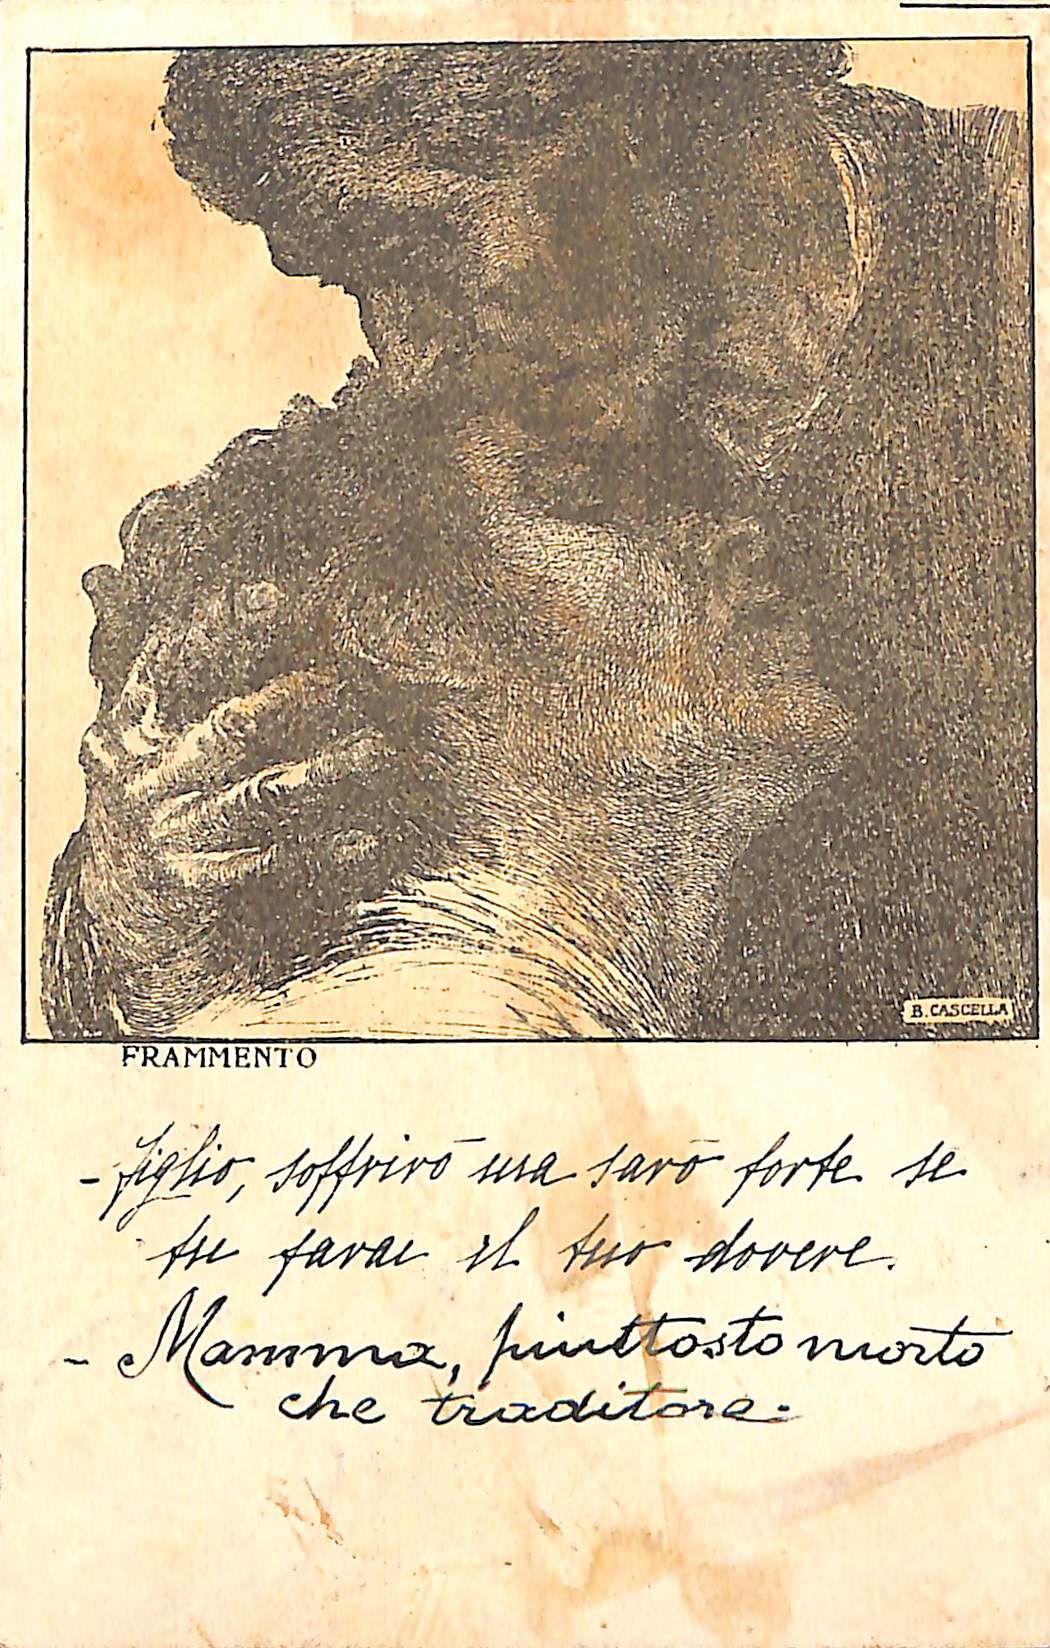 B. CASCELLA
FRAMMENTO
- figlio, soffrirò ma sarò forte se
tu farai il tuo dovere.
- Mamma, piuttosto morto
che traditore.